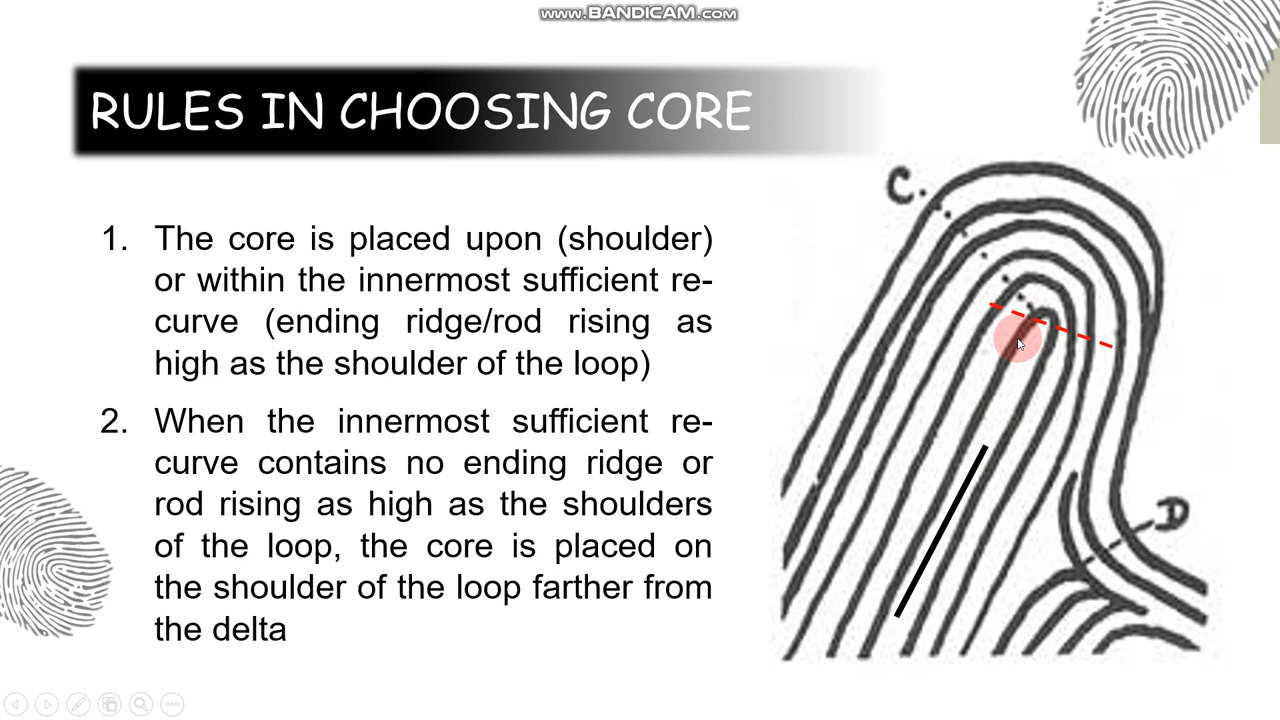 www.BANDICAM.com
RULES IN CHOOSING CORE
C.
1. The core is placed upon (shoulder)
or within the innermost sufficient re-
curve (ending ridge/rod rising as
high as the shoulder of the loop)
2. When the innermost sufficient re-
curve contains no ending ridge or
rod rising as high as the shoulders
of the loop, the core is placed on
the shoulder of the loop farther from
the delta
D